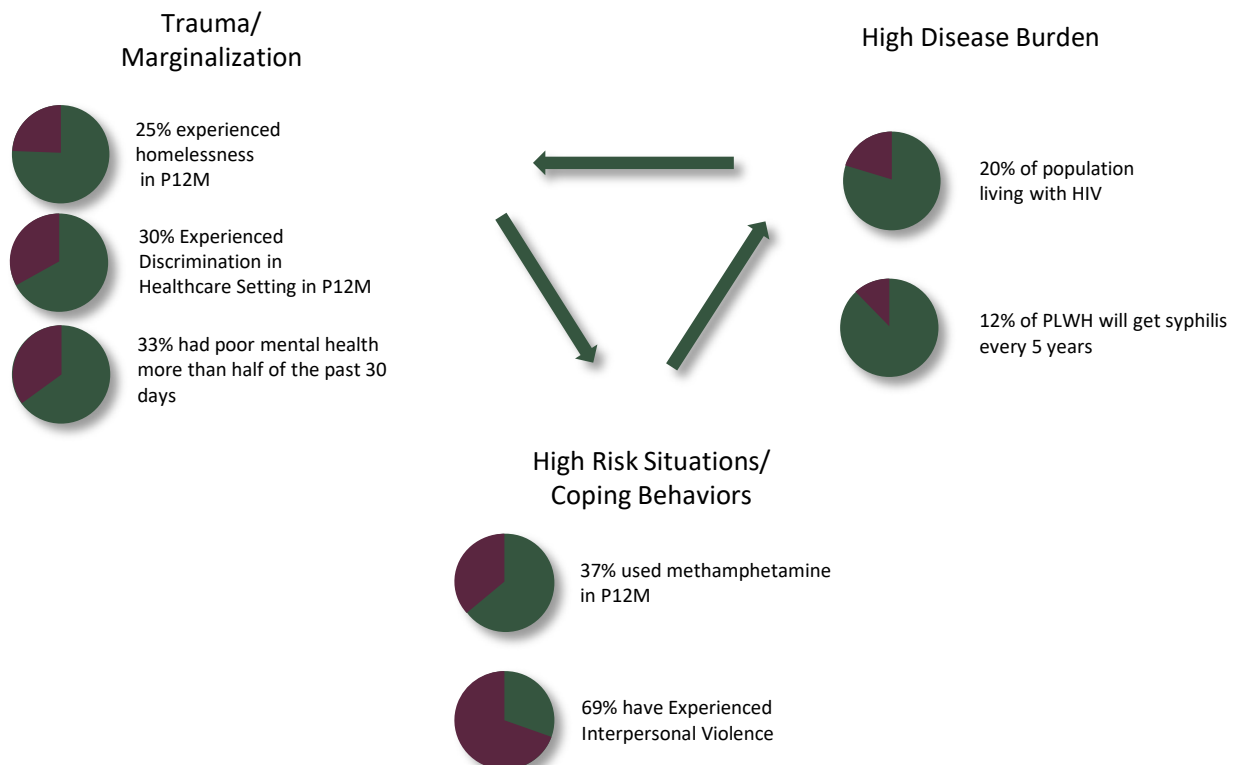 Trauma/
Marginalization
25% experienced
homelessness
in P12M
30% Experienced
Discrimination in
Healthcare Setting in P12M
33% had poor mental health
more than half of the past 30
days
High Disease Burden
20% of population
living with HIV
12% of PLWH will get syphilis
every 5 years
High Risk Situations/
Coping Behaviors
37% used methamphetamine
in P12M
69% have Experienced
Interpersonal Violence